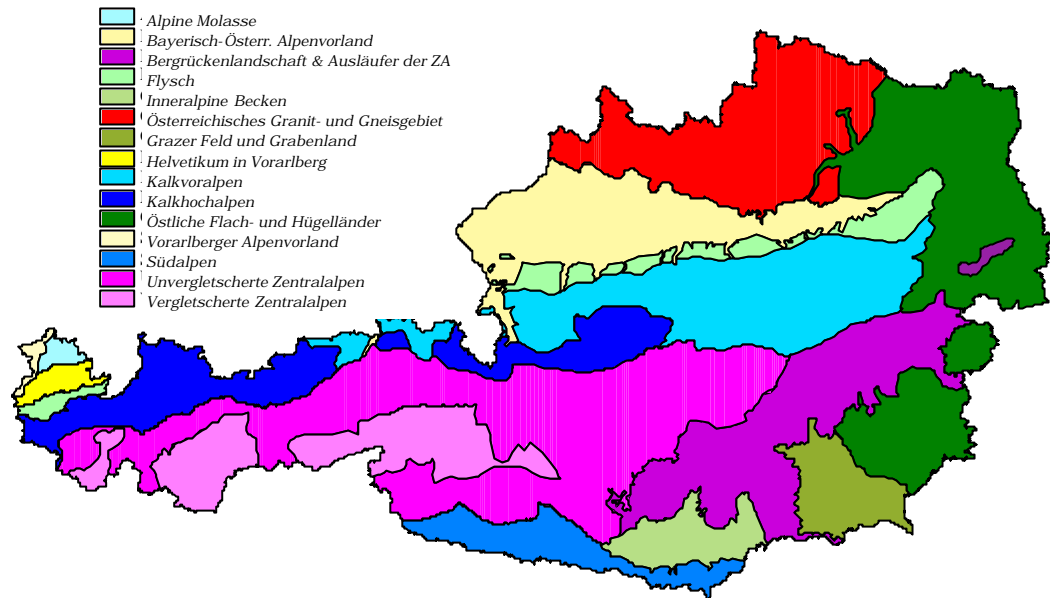 Alpine Molasse
Bayerisch-Österr. Alpenvorland
Bergrückenlandschaft & Ausläufer der ZA
Flysch
Inneralpine Becken
Österreichisches Granit- und Gneisgebiet
Grazer Feld und Grabenland
Helvetikum in Vorarlberg
Kalkvoralpen
Kalkhochalpen
Östliche Flach- und Hügelländer
Vorarlberger Alpenvorland
Südalpen
Unvergletscherte Zentralalpen
Vergletscherte Zentralalpen